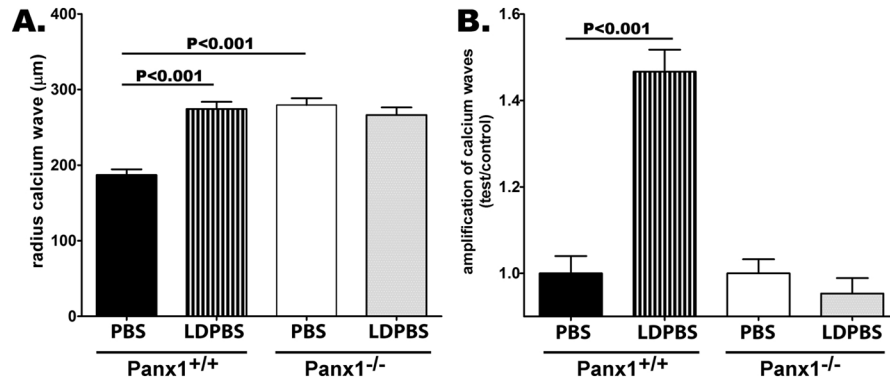 A.
radius calcium wave (μm)
400
300
200
100
0
P<0.001
P<0.001
PBS
LDPBS
PBS
LDPBS
Panx1+/+
Panx1-/-
B.
amplification of calcium waves
(test/control)
1.6
1.4
1.2
1.0
P<0.001
PBS
LDPBS
PBS
LDPBS
Panx1+/+
Panx1-/-